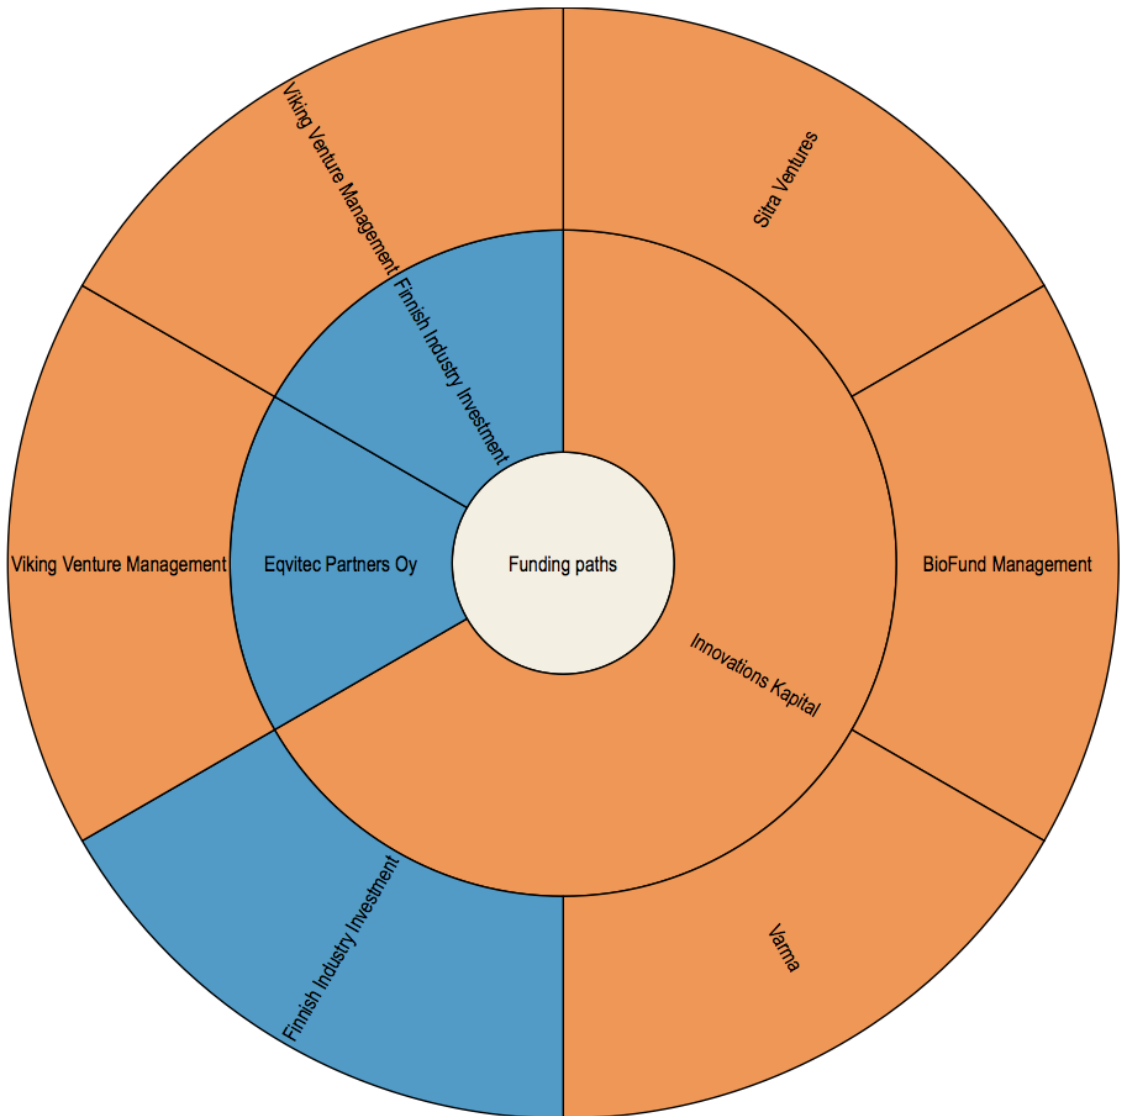 Viking Venture Management
Sitra Ventures
Finnish Industry Investment
Viking Venture Management
Eqvitec Partners Oy
Funding paths
BioFund Management
Innovations Kapital
Finnish Industry Investment
Varma